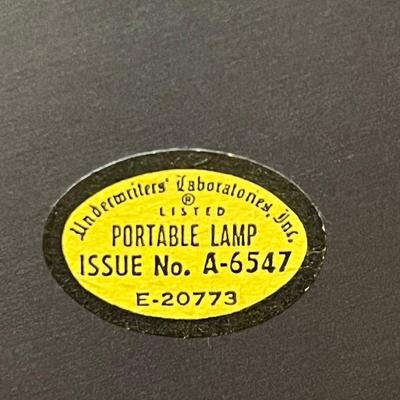 Underwriters' Laboratories, Inc.
®
LISTED
PORTABLE LAMP
ISSUE No. A-6547
E-20773